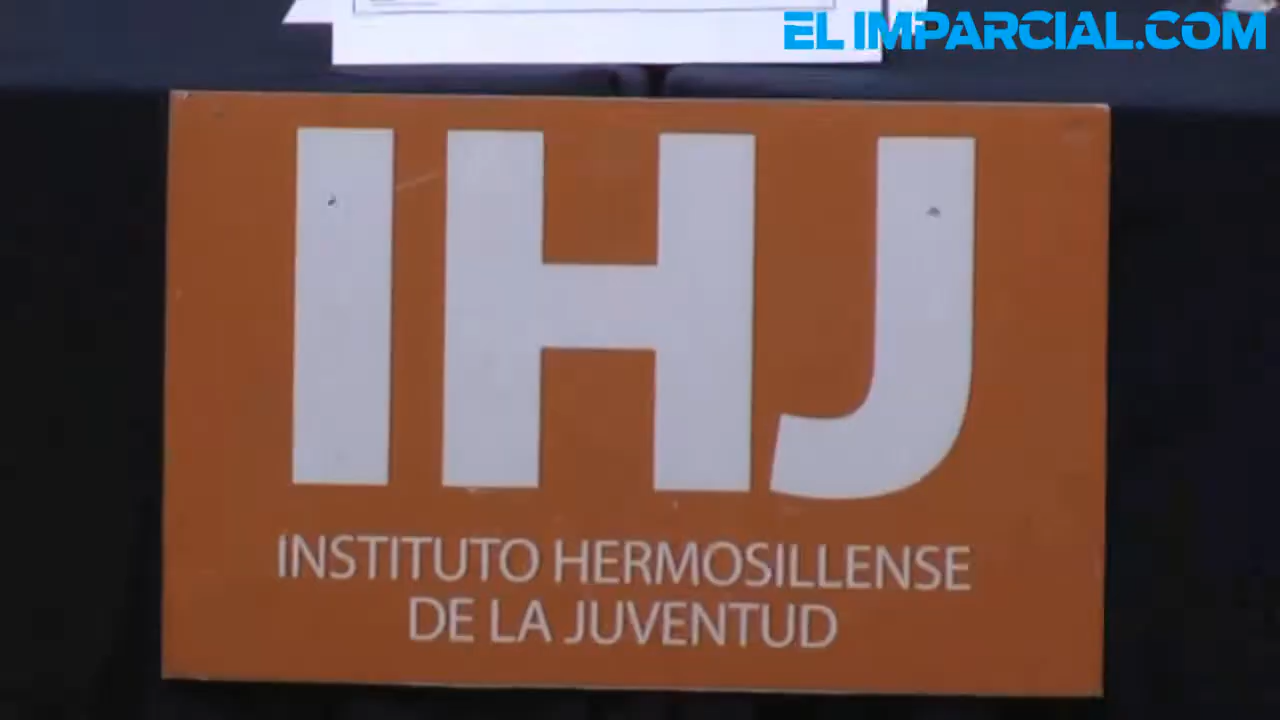 EL IMPARCIAL.COM
IHJ
INSTITUTO HERMOSILLENSE
DE LA JUVENTUD